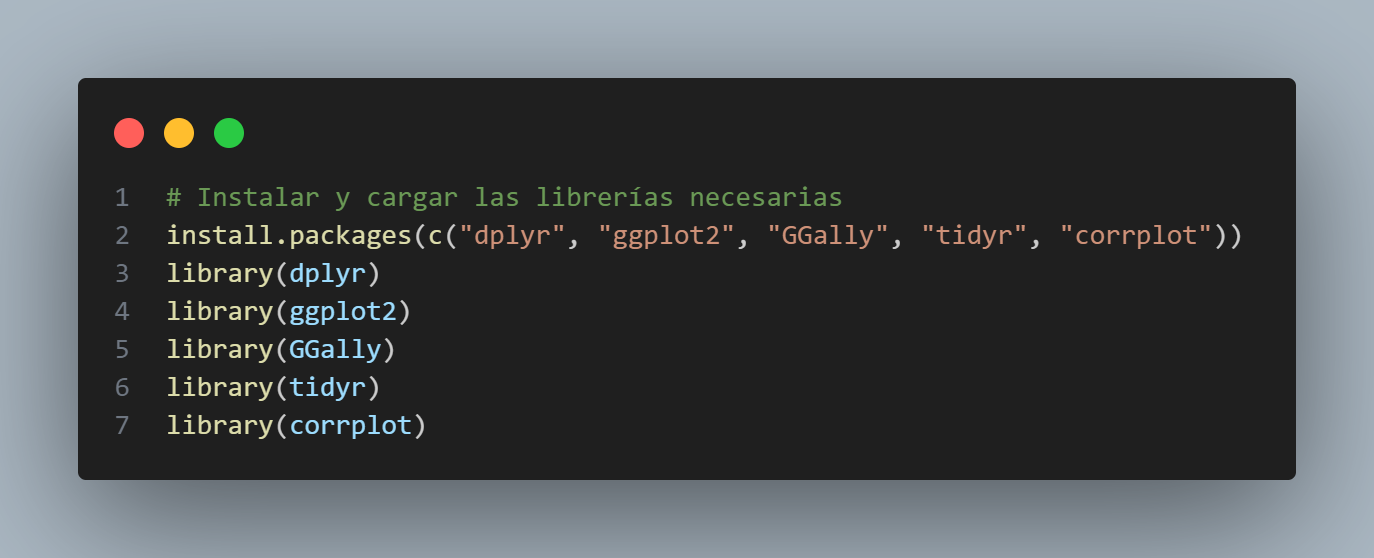 1 # Instalar y cargar las librerías necesarias
2 install.packages(c("dplyr", "ggplot2", "GGally", "tidyr", "corrplot"))
3 library(dplyr)
4 library(ggplot2)
5 library(GGally)
6 library(tidyr)
7 library(corrplot)